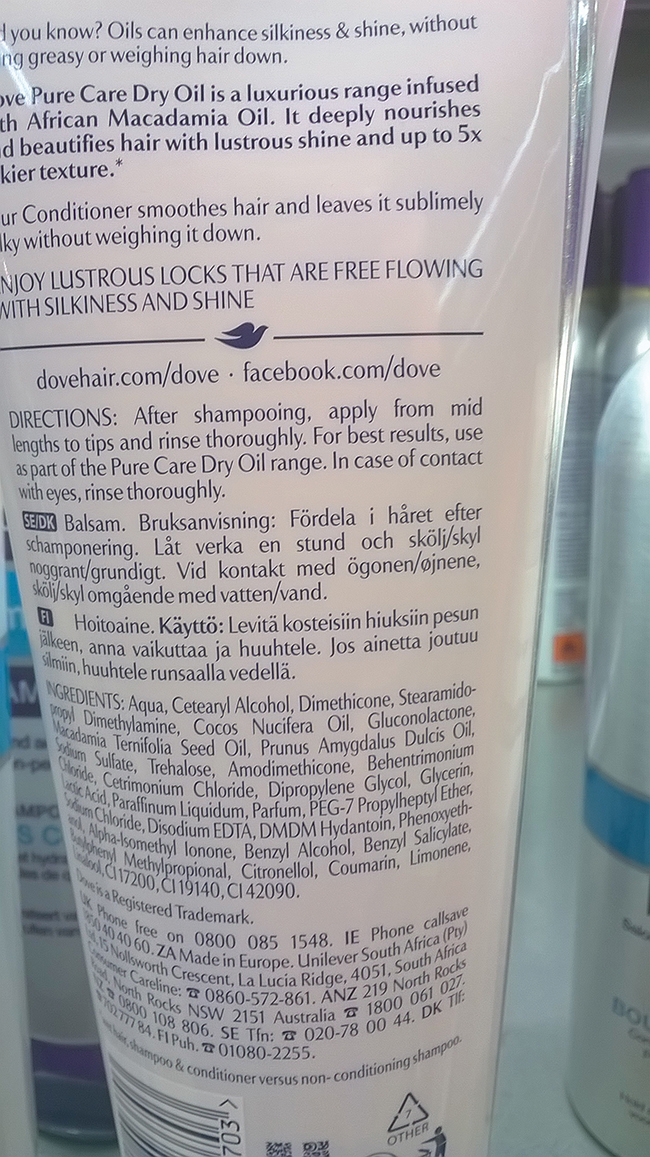 you know? Oils can enhance silkiness & shine, without
ng greasy or weighing hair down.
ove Pure Care Dry Oil is a luxurious range infused
th African Macadamia Oil. It deeply nourishes
d beautifies hair with lustrous shine and up to 5x
kier texture.*
ur Conditioner smoothes hair and leaves it sublimely
lky without weighing it down.
NJOY LUSTROUS LOCKS THAT ARE FREE FLOWING
WITH SILKINESS AND SHINE
dovehair.com/dove · facebook.com/dove
DIRECTIONS: After shampooing, apply from mid
lengths to tips and rinse thoroughly. For best results, use
as part of the Pure Care Dry Oil range. In case of contact
with eyes, rinse thoroughly.
SE/DK Balsam. Bruksanvisning: Fördela i håret efter
schamponering. Låt verka en stund och skölj/skyl
noggrant/grundigt. Vid kontakt med ögonen/øjnene,
skölj/skyl omgående med vatten/vand.
FI Hoitoaine. Käyttö: Levitä kosteisiin hiuksiin pesun
jälkeen, anna vaikuttaa ja huuhtele. Jos ainetta joutuu
silmiin, huuhtele runsaalla vedellä.
INGREDIENTS: Aqua, Cetearyl Alcohol, Dimethicone, Stearamido-
propyl Dimethylamine, Cocos Nucifera Oil, Gluconolactone,
Macadamia Ternifolia Seed Oil, Prunus Amygdalus Dulcis Oil,
Sodium Sulfate, Trehalose, Amodimethicone, Behentrimonium
Chloride, Cetrimonium Chloride, Dipropylene Glycol, Glycerin,
Lactic Acid, Paraffinum Liquidum, Parfum, PEG-7 Propylheptyl Ether,
Sodium Chloride, Disodium EDTA, DMDM Hydantoin, Phenoxyeth-
anol, Alpha-Isomethyl Ionone, Benzyl Alcohol, Benzyl Salicylate,
Butylphenyl Methylpropional, Citronellol, Coumarin, Limonene,
Linalool, CI 17200, CI 19140, CI 42090.
Dove is a Registered Trademark.
UK Phone free on 0800 085 1548. IE Phone callsave
850 40 40 60. ZA Made in Europe. Unilever South Africa (Pty)
15 Nollsworth Crescent, La Lucia Ridge, 4051, South Africa
Consumer Careline: ☎ 0860-572-861. ANZ 219 North Rocks
Road, North Rocks NSW 2151 Australia ☎ 1800 061 027.
NZ ☎ 0800 108 806. SE Tfn: ☎ 020-78 00 44. DK Tlf:
702 777 84. FI Puh. ☎ 01080-2255.
shampoo & conditioner versus non-conditioning shampoo.
703
7
OTHER